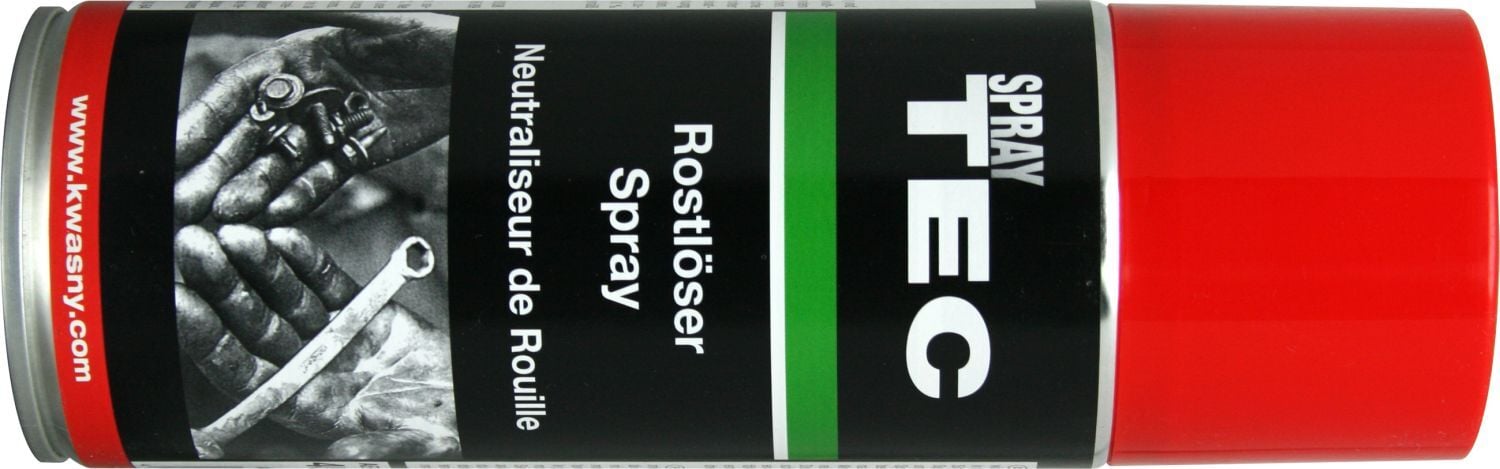 SPRAY
TEC
Rostlöser
Spray
Neutraliseur de Rouille
www.kwasny.com